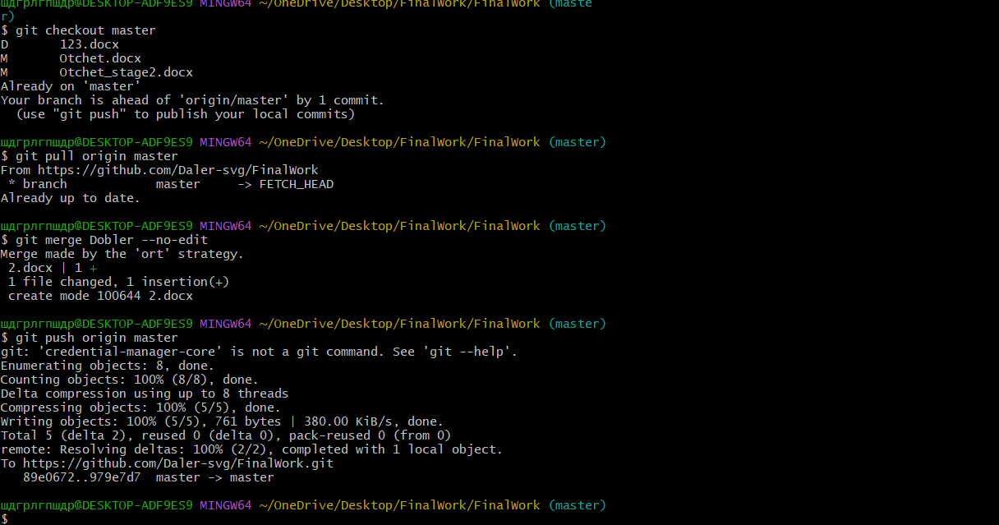 шдгрлгпшдр@DESKTOP-ADF9ES9 MINGW64 ~/OneDrive/Desktop/FinalWork/FinalWork (maste
r)
$ git checkout master
D       123.docx
M       Otchet.docx
M       Otchet_stage2.docx
Already on 'master'
Your branch is ahead of 'origin/master' by 1 commit.
  (use "git push" to publish your local commits)

шдгрлгпшдр@DESKTOP-ADF9ES9 MINGW64 ~/OneDrive/Desktop/FinalWork/FinalWork (master)
$ git pull origin master
From https://github.com/Daler-svg/FinalWork
 * branch            master     -> FETCH_HEAD
Already up to date.

шдгрлгпшдр@DESKTOP-ADF9ES9 MINGW64 ~/OneDrive/Desktop/FinalWork/FinalWork (master)
$ git merge Dobler --no-edit
Merge made by the 'ort' strategy.
 2.docx | 1 +
 1 file changed, 1 insertion(+)
 create mode 100644 2.docx

шдгрлгпшдр@DESKTOP-ADF9ES9 MINGW64 ~/OneDrive/Desktop/FinalWork/FinalWork (master)
$ git push origin master
git: 'credential-manager-core' is not a git command. See 'git --help'.
Enumerating objects: 8, done.
Counting objects: 100% (8/8), done.
Delta compression using up to 8 threads
Compressing objects: 100% (5/5), done.
Writing objects: 100% (5/5), 761 bytes | 380.00 KiB/s, done.
Total 5 (delta 2), reused 0 (delta 0), pack-reused 0 (from 0)
remote: Resolving deltas: 100% (2/2), completed with 1 local object.
To https://github.com/Daler-svg/FinalWork.git
   89e0672..979e7d7  master -> master

шдгрлгпшдр@DESKTOP-ADF9ES9 MINGW64 ~/OneDrive/Desktop/FinalWork/FinalWork (master)
$